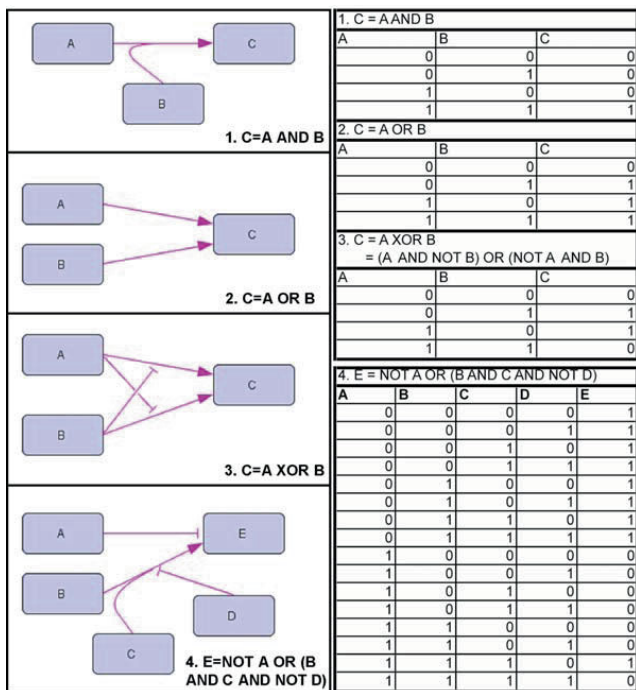 A
C
B
1. C=A AND B
A
C
B
2. C=A OR B
A
C
B
3. C=A XOR B
A
E
B
D
C
4. E=NOT A OR (B
AND C AND NOT D)
1. C = A AND B
A B C
0 0 0
0 1 0
1 0 0
1 1 1
2. C = A OR B
A B C
0 0 0
0 1 1
1 0 1
1 1 1
3. C = A XOR B
= (A AND NOT B) OR (NOT A AND B)
A B C
0 0 0
0 1 1
1 0 1
1 1 0
4. E = NOT A OR (B AND C AND NOT D)
A B C D E
0 0 0 0 1
0 0 0 1 1
0 0 1 0 1
0 0 1 1 1
0 1 0 0 1
0 1 0 1 1
0 1 1 0 1
0 1 1 1 1
1 0 0 0 0
1 0 0 1 0
1 0 1 0 0
1 0 1 1 0
1 1 0 0 0
1 1 0 1 0
1 1 1 0 1
1 1 1 1 0